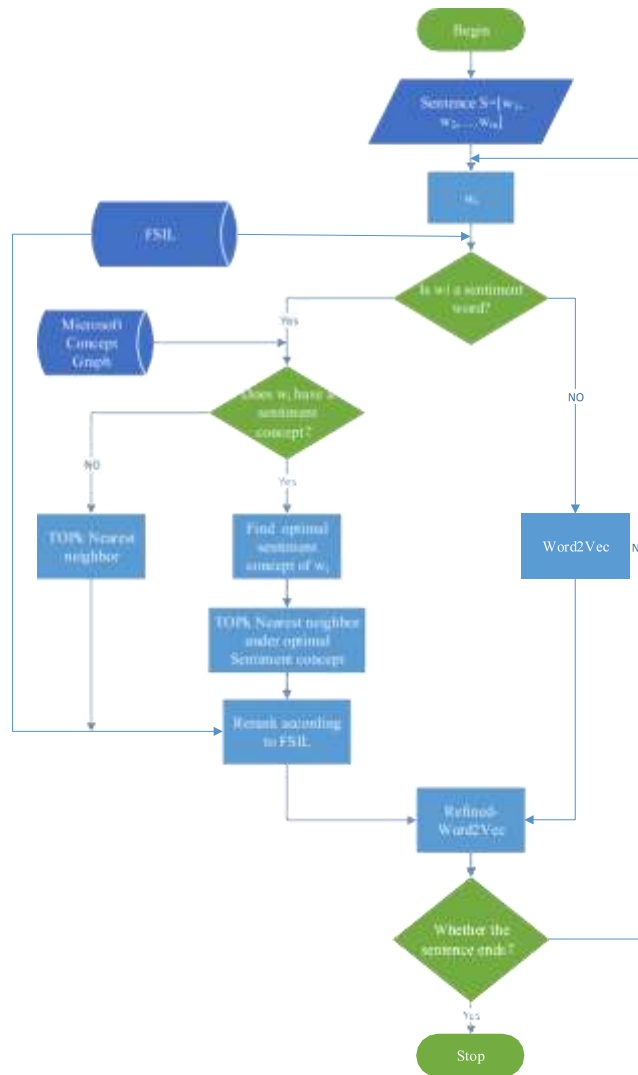 Begin
Sentence S={w₁,
w₂,…,wₘ}
wᵢ
FSIL
Is wi a sentiment
word?
Yes
Microsoft
Concept
Graph
Does wᵢ have a
sentiment
concept?
NO
NO
Yes
TOPk Nearest
neighbor
Find optimal
sentiment
concept of wᵢ
Word2Vec
N
TOPk Nearest neighbor
under optimal
Sentiment concept
Rerank according
to FSIL
Refined-
Word2Vec
Whether the
sentence ends?
Yes
Stop